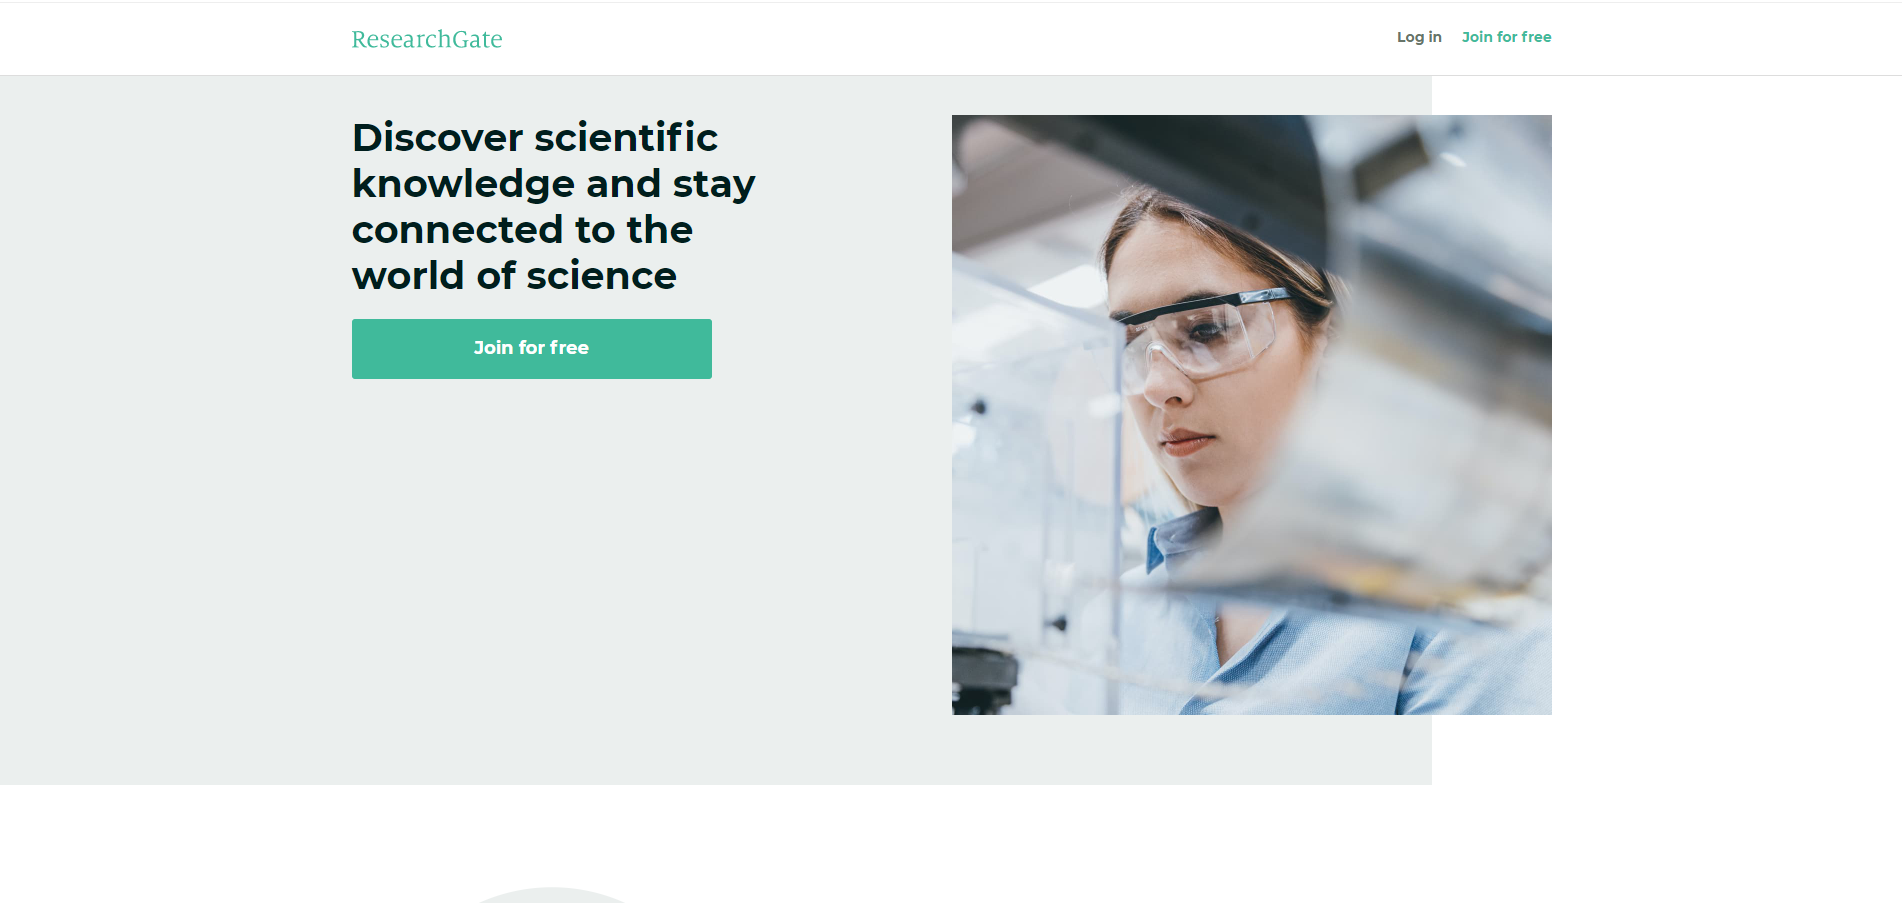 ResearchGate
Log in
Join for free
Discover scientific
knowledge and stay
connected to the
world of science
Join for free